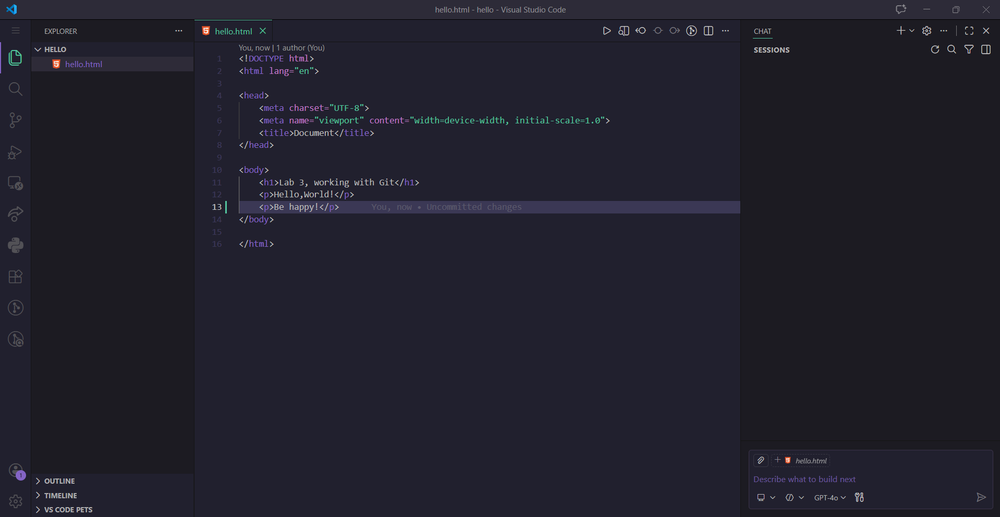 hello.html - hello - Visual Studio Code
EXPLORER
HELLO
hello.html
OUTLINE
TIMELINE
VS CODE PETS
1
hello.html
You, now | 1 author (You)
1 <!DOCTYPE html>
2 <html lang="en">
3
4 <head>
5 <meta charset="UTF-8">
6 <meta name="viewport" content="width=device-width, initial-scale=1.0">
7 <title>Document</title>
8 </head>
9
10 <body>
11 <h1>Lab 3, working with Git</h1>
12 <p>Hello,World!</p>
13 <p>Be happy!</p> You, now • Uncommitted changes
14 </body>
15
16 </html>
CHAT
SESSIONS
hello.html
Describe what to build next
GPT-4o